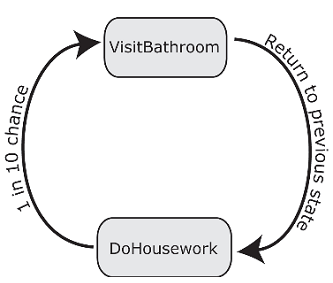 VisitBathroom
Return to previous state
1 in 10 chance
DoHousework